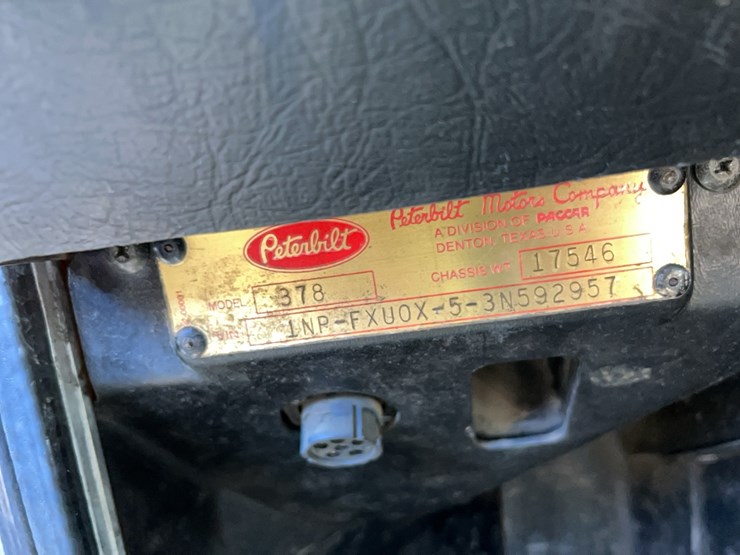 Peterbilt
Peterbilt Motors Company
A DIVISION OF PACCAR
DENTON, TEXAS U.S.A.
MODEL 378
CHASSIS Nº 17546
1NP-FXU0X-5-3N592957